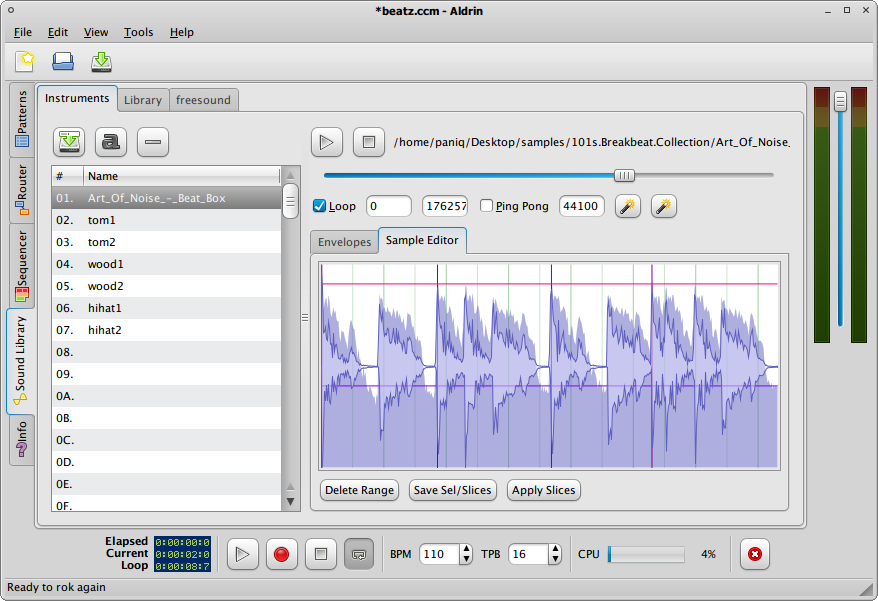 *beatz.ccm - Aldrin
File Edit View Tools Help
Patterns
Router
Sequencer
Sound Library
Info
Instruments Library freesound
a
/home/paniq/Desktop/samples/101s.Breakbeat.Collection/Art_Of_Noise_
# Name
01. Art_Of_Noise_-_Beat_Box
02. tom1
03. tom2
04. wood1
05. wood2
06. hihat1
07. hihat2
08.
09.
0A.
0B.
0C.
0D.
0E.
0F.
Loop 0 176257 Ping Pong 44100
Envelopes Sample Editor
Delete Range Save Sel/Slices Apply Slices
Elapsed 0:00:00:0
Current 0:00:02:0
Loop 0:00:08:7
BPM 110 TPB 16 CPU 4%
Ready to rok again